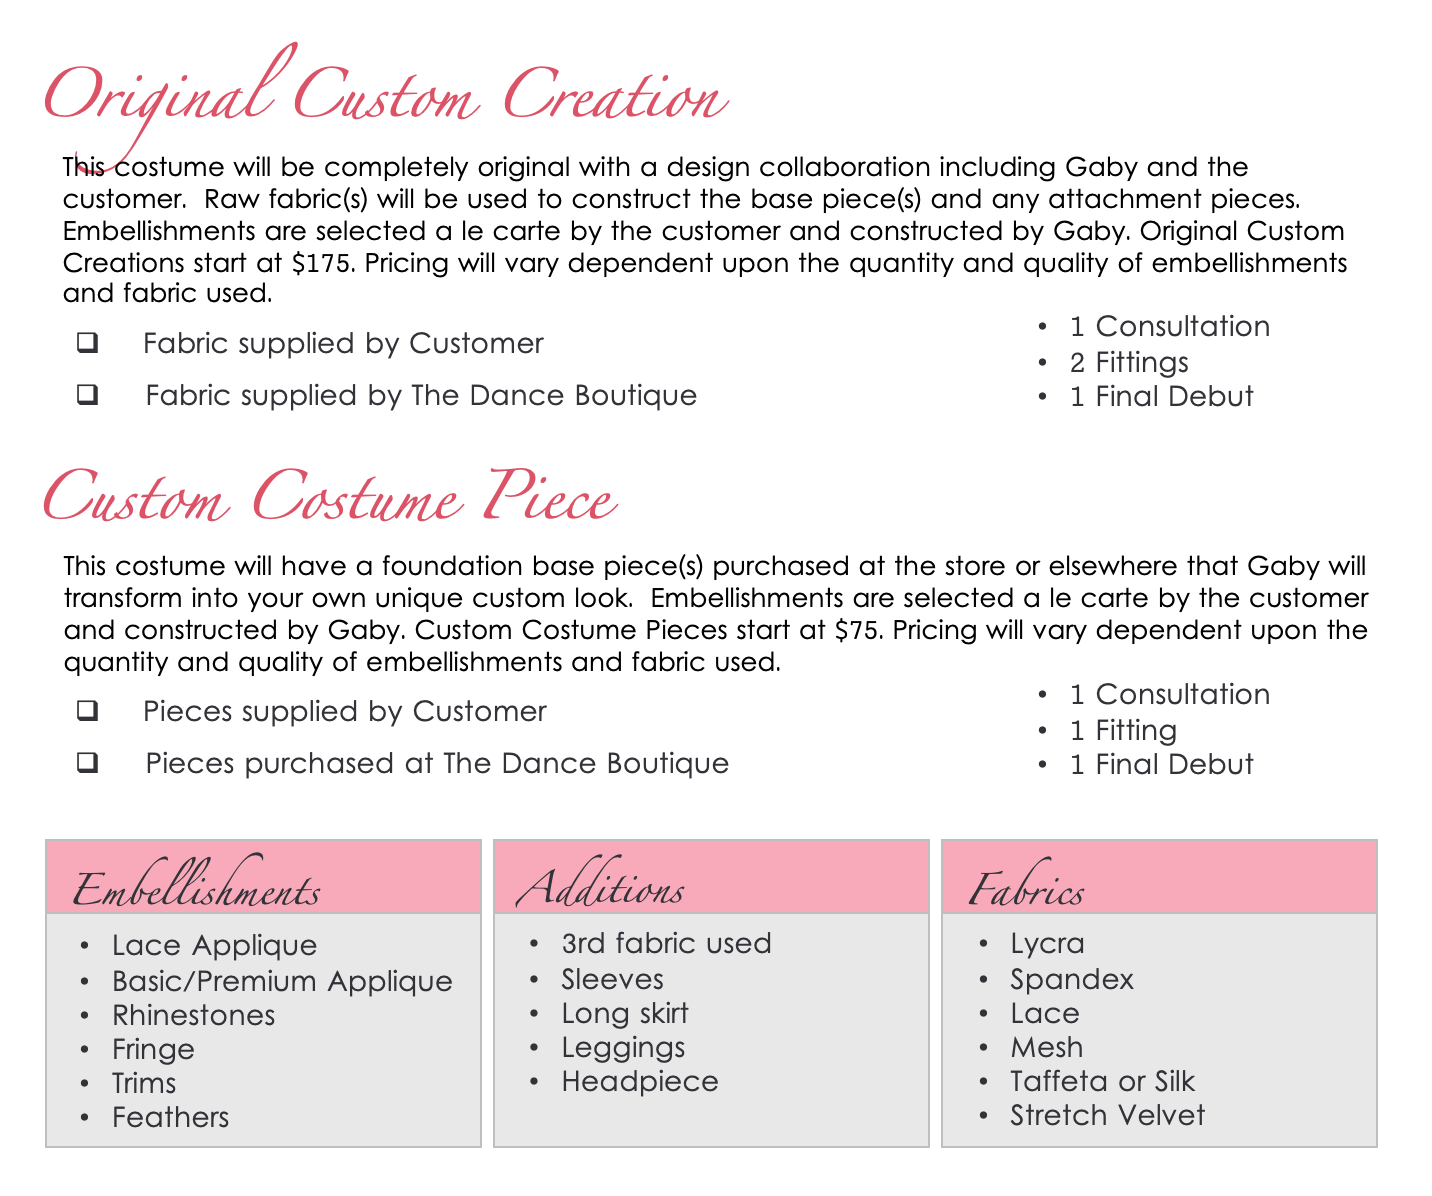 Original Custom Creation
This costume will be completely original with a design collaboration including Gaby and the
customer.  Raw fabric(s) will be used to construct the base piece(s) and any attachment pieces.
Embellishments are selected a le carte by the customer and constructed by Gaby. Original Custom
Creations start at $175. Pricing will vary dependent upon the quantity and quality of embellishments
and fabric used.
❑ Fabric supplied by Customer
❑ Fabric supplied by The Dance Boutique
• 1 Consultation
• 2 Fittings
• 1 Final Debut
Custom Costume Piece
This costume will have a foundation base piece(s) purchased at the store or elsewhere that Gaby will
transform into your own unique custom look.  Embellishments are selected a le carte by the customer
and constructed by Gaby. Custom Costume Pieces start at $75. Pricing will vary dependent upon the
quantity and quality of embellishments and fabric used.
❑ Pieces supplied by Customer
❑ Pieces purchased at The Dance Boutique
• 1 Consultation
• 1 Fitting
• 1 Final Debut
Embellishments
• Lace Applique
• Basic/Premium Applique
• Rhinestones
• Fringe
• Trims
• Feathers
Additions
• 3rd fabric used
• Sleeves
• Long skirt
• Leggings
• Headpiece
Fabrics
• Lycra
• Spandex
• Lace
• Mesh
• Taffeta or Silk
• Stretch Velvet